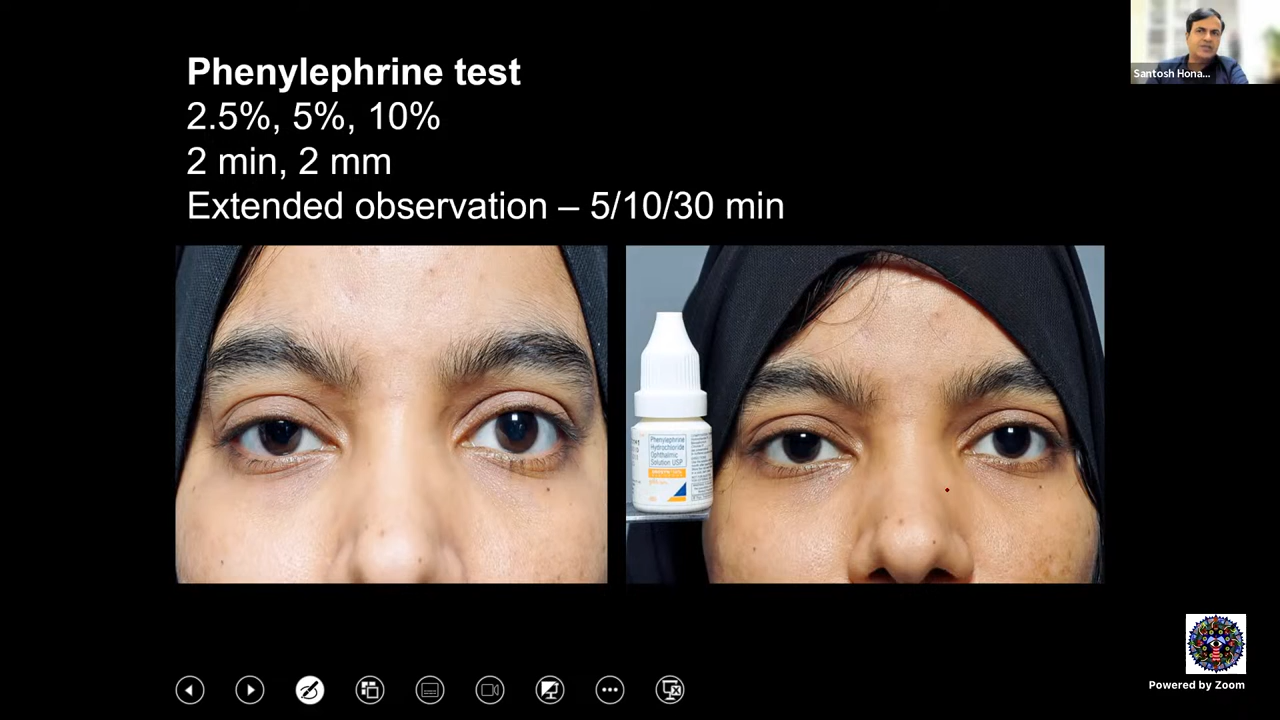 Phenylephrine test
2.5%, 5%, 10%
2 min, 2 mm
Extended observation – 5/10/30 min
Santosh Hona...
Phenylephrine
Hydrochloride
Ophthalmic
Solution USP
Powered by Zoom